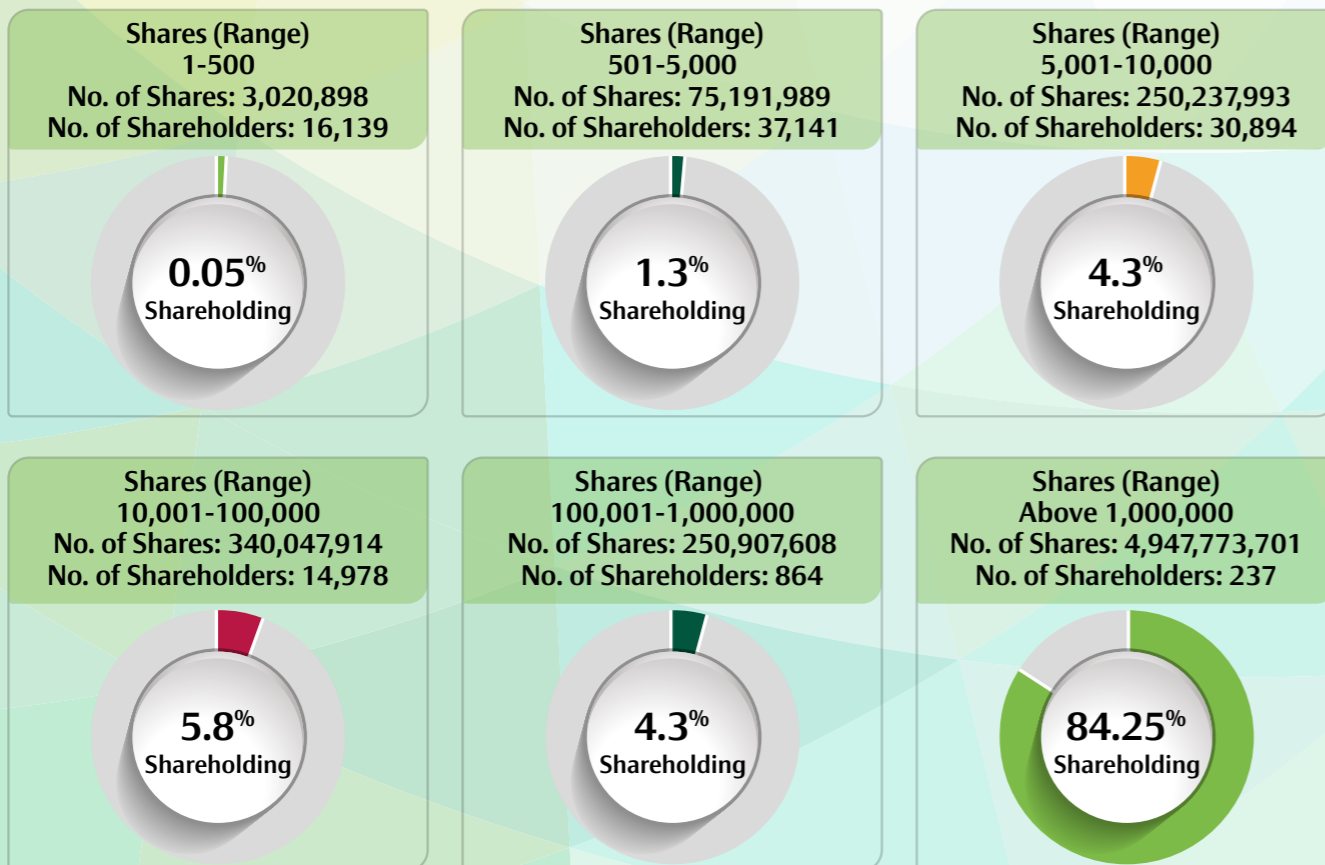 Shares (Range)
1-500
No. of Shares: 3,020,898
No. of Shareholders: 16,139
0.05%
Shareholding
Shares (Range)
501-5,000
No. of Shares: 75,191,989
No. of Shareholders: 37,141
1.3%
Shareholding
Shares (Range)
5,001-10,000
No. of Shares: 250,237,993
No. of Shareholders: 30,894
4.3%
Shareholding
Shares (Range)
10,001-100,000
No. of Shares: 340,047,914
No. of Shareholders: 14,978
5.8%
Shareholding
Shares (Range)
100,001-1,000,000
No. of Shares: 250,907,608
No. of Shareholders: 864
4.3%
Shareholding
Shares (Range)
Above 1,000,000
No. of Shares: 4,947,773,701
No. of Shareholders: 237
84.25%
Shareholding